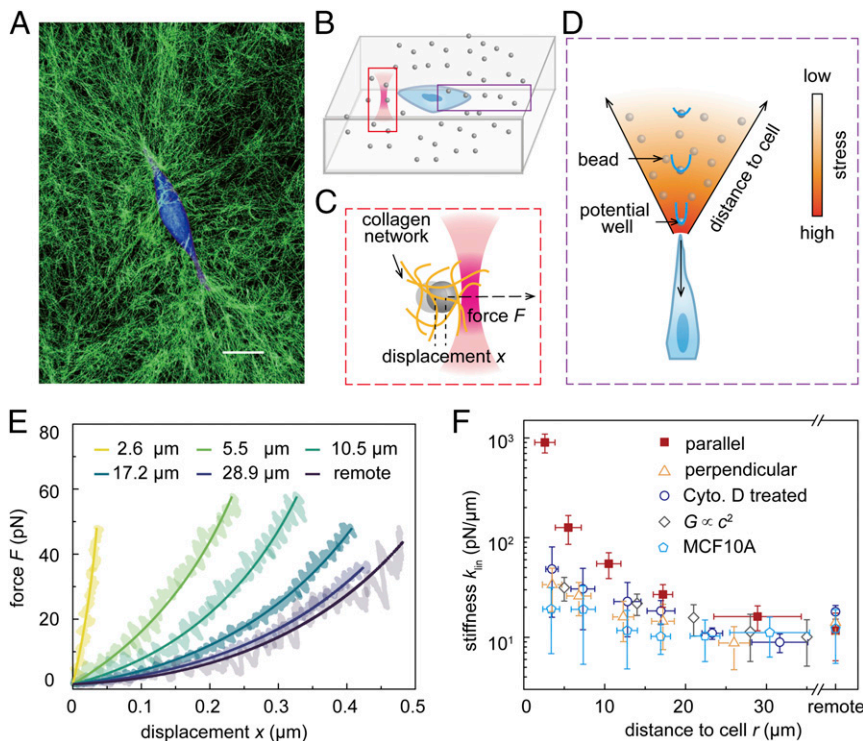 A
B
C
collagen
network
force F
displacement x
D
low
stress
high
bead
potential
well
distance to cell
E
80
60
40
20
0
force F (pN)
2.6 μm
5.5 μm
10.5 μm
17.2 μm
28.9 μm
remote
0
0.1
0.2
0.3
0.4
0.5
displacement x (μm)
F
10³
10²
10¹
stiffness k_lin (pN/μm)
parallel
perpendicular
Cyto. D treated
G ∝ c²
MCF10A
0
10
20
30
remote
distance to cell r (μm)